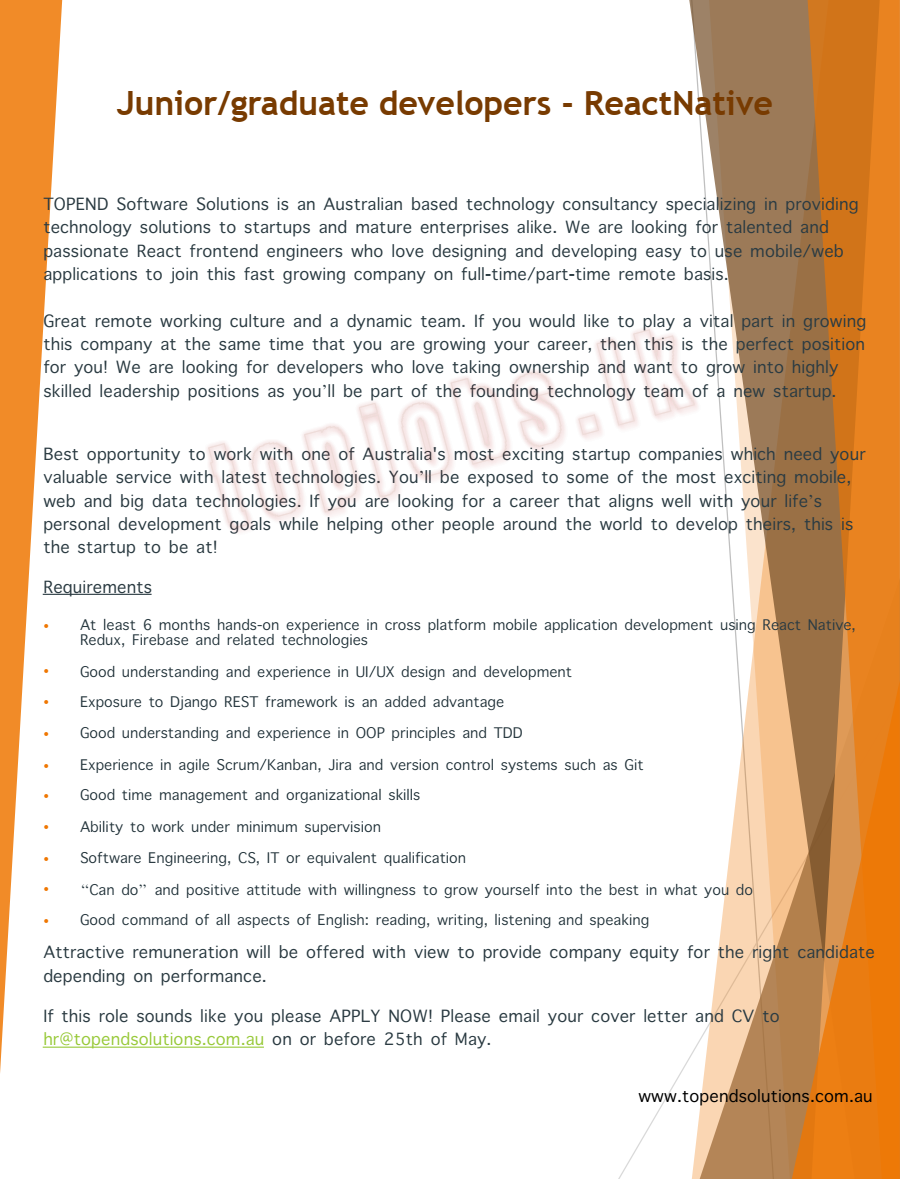 Junior/graduate developers - ReactNative
TOPEND Software Solutions is an Australian based technology consultancy specializing in providing
technology solutions to startups and mature enterprises alike. We are looking for talented and
passionate React frontend engineers who love designing and developing easy to use mobile/web
applications to join this fast growing company on full-time/part-time remote basis.
Great remote working culture and a dynamic team. If you would like to play a vital part in growing
this company at the same time that you are growing your career, then this is the perfect position
for you! We are looking for developers who love taking ownership and want to grow into highly
skilled leadership positions as you’ll be part of the founding technology team of a new startup.
topjobs.lk
Best opportunity to work with one of Australia's most exciting startup companies which need your
valuable service with latest technologies. You’ll be exposed to some of the most exciting mobile,
web and big data technologies. If you are looking for a career that aligns well with your life’s
personal development goals while helping other people around the world to develop theirs, this is
the startup to be at!
Requirements
• At least 6 months hands-on experience in cross platform mobile application development using React Native,
Redux, Firebase and related technologies
• Good understanding and experience in UI/UX design and development
• Exposure to Django REST framework is an added advantage
• Good understanding and experience in OOP principles and TDD
• Experience in agile Scrum/Kanban, Jira and version control systems such as Git
• Good time management and organizational skills
• Ability to work under minimum supervision
• Software Engineering, CS, IT or equivalent qualification
• “Can do” and positive attitude with willingness to grow yourself into the best in what you do
• Good command of all aspects of English: reading, writing, listening and speaking
Attractive remuneration will be offered with view to provide company equity for the right candidate
depending on performance.
If this role sounds like you please APPLY NOW! Please email your cover letter and CV to
hr@topendsolutions.com.au on or before 25th of May.
www.topendsolutions.com.au